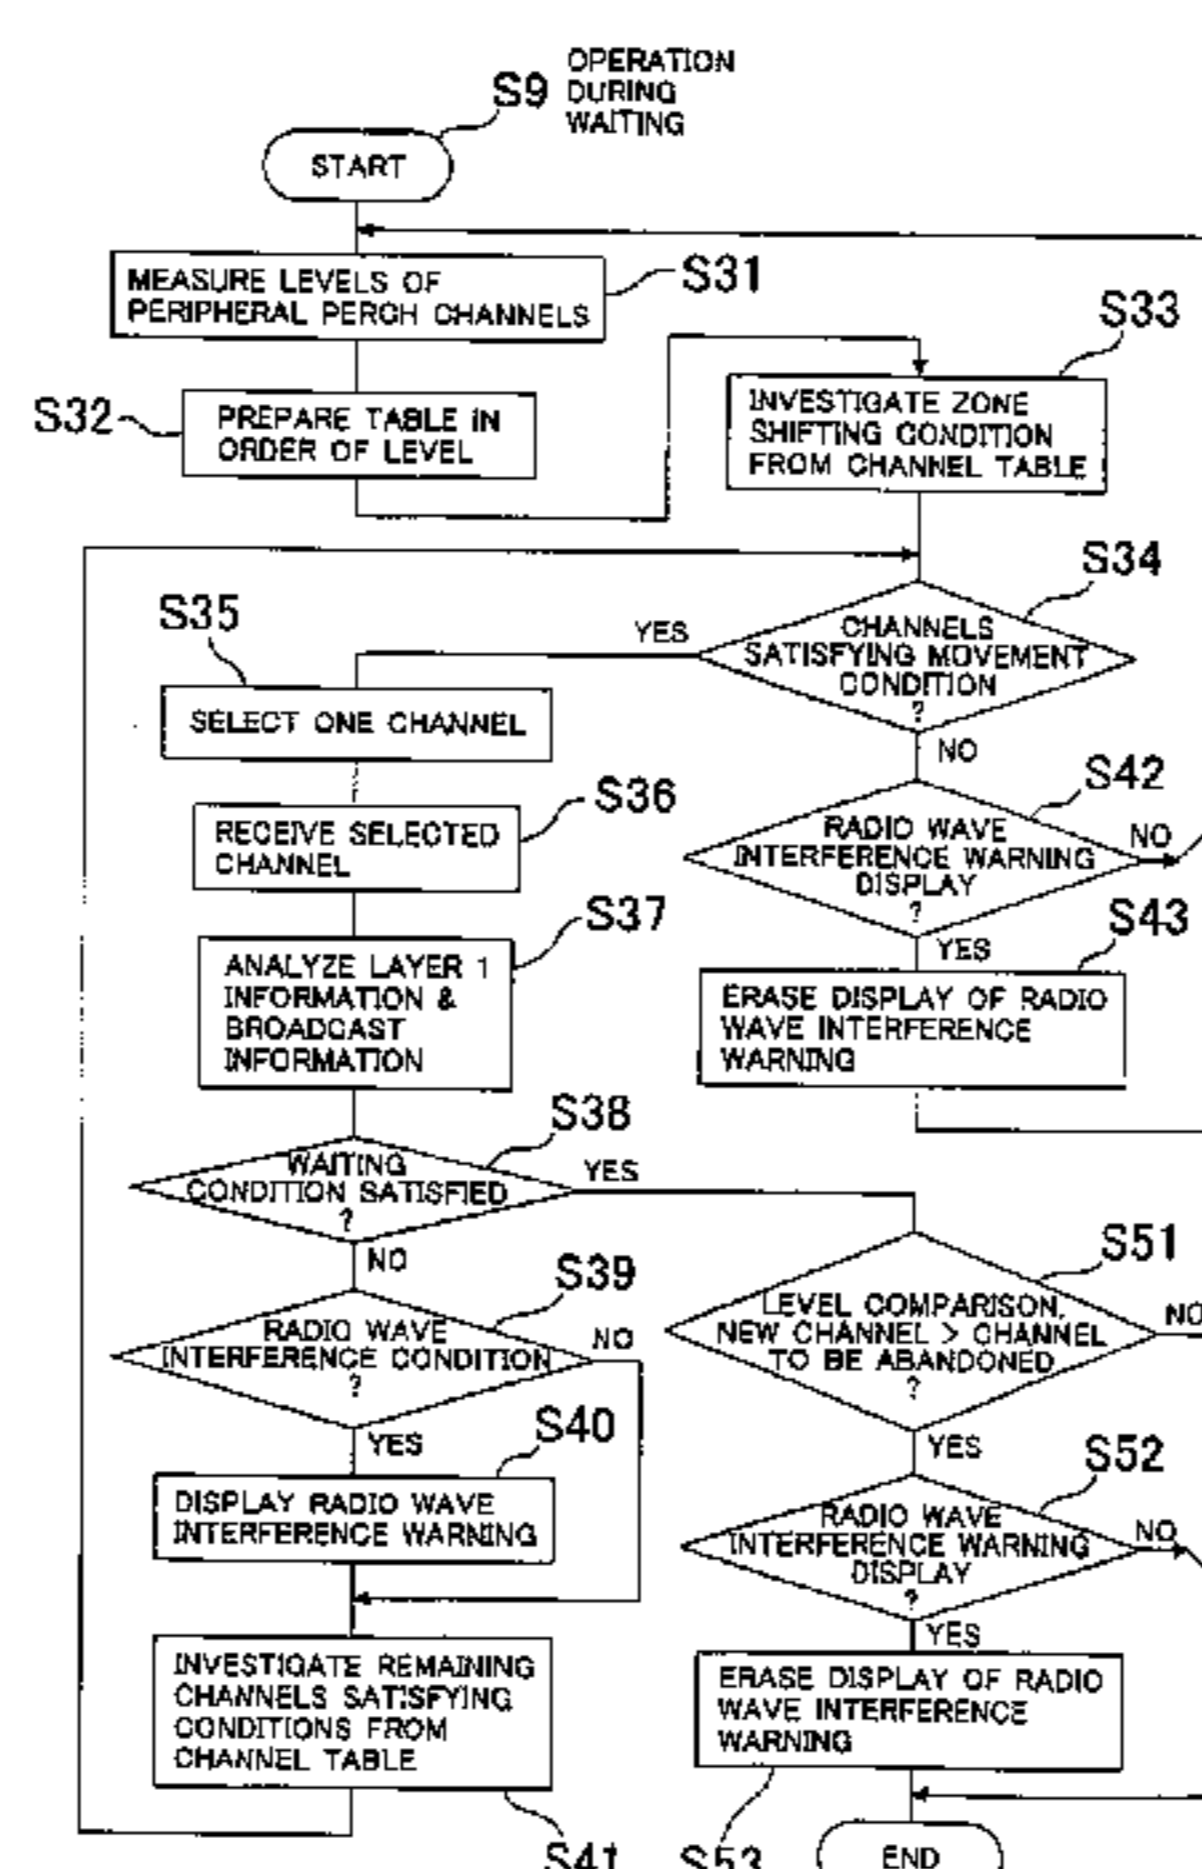 S9
OPERATION
DURING
WAITING
START
MEASURE LEVELS OF
PERIPHERAL PERCH CHANNELS
S31
S32
PREPARE TABLE IN
ORDER OF LEVEL
S33
INVESTIGATE ZONE
SHIFTING CONDITION
FROM CHANNEL TABLE
S34
CHANNELS
SATISFYING MOVEMENT
CONDITION
?
YES
NO
S35
SELECT ONE CHANNEL
S36
RECEIVE SELECTED
CHANNEL
S37
ANALYZE LAYER 1
INFORMATION &
BROADCAST
INFORMATION
S42
RADIO WAVE
INTERFERENCE WARNING
DISPLAY
?
NO
YES
S43
ERASE DISPLAY OF RADIO
WAVE INTERFERENCE
WARNING
S38
WAITING
CONDITION SATISFIED
?
YES
NO
S39
RADIO WAVE
INTERFERENCE CONDITION
?
NO
YES
S40
DISPLAY RADIO WAVE
INTERFERENCE WARNING
INVESTIGATE REMAINING
CHANNELS SATISFYING
CONDITIONS FROM
CHANNEL TABLE
S41
S51
LEVEL COMPARISON,
NEW CHANNEL > CHANNEL
TO BE ABANDONED
?
NO
YES
S52
RADIO WAVE
INTERFERENCE WARNING
DISPLAY
?
NO
YES
ERASE DISPLAY OF RADIO
WAVE INTERFERENCE
WARNING
S53
END